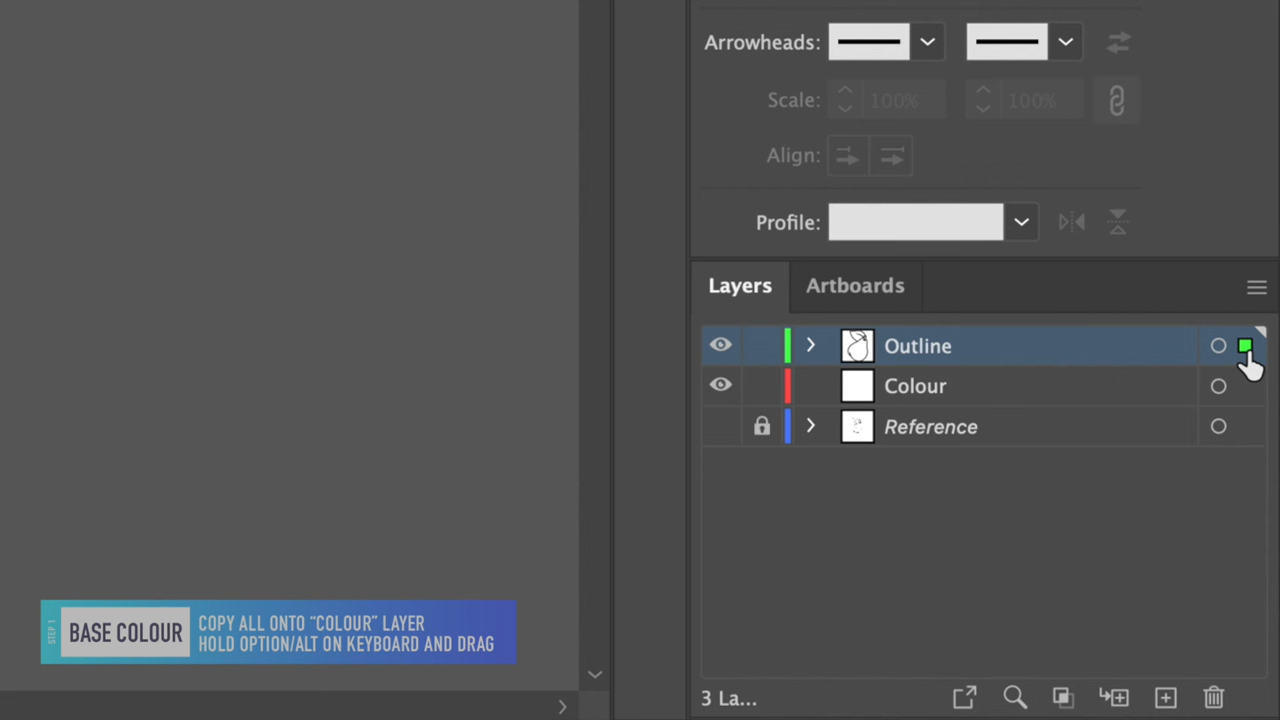 Arrowheads:
Scale:
100%
100%
Align:
Profile:
Layers
Artboards
Outline
Colour
Reference
STEP 1
BASE COLOUR
COPY ALL ONTO “COLOUR” LAYER
HOLD OPTION/ALT ON KEYBOARD AND DRAG
3 La...